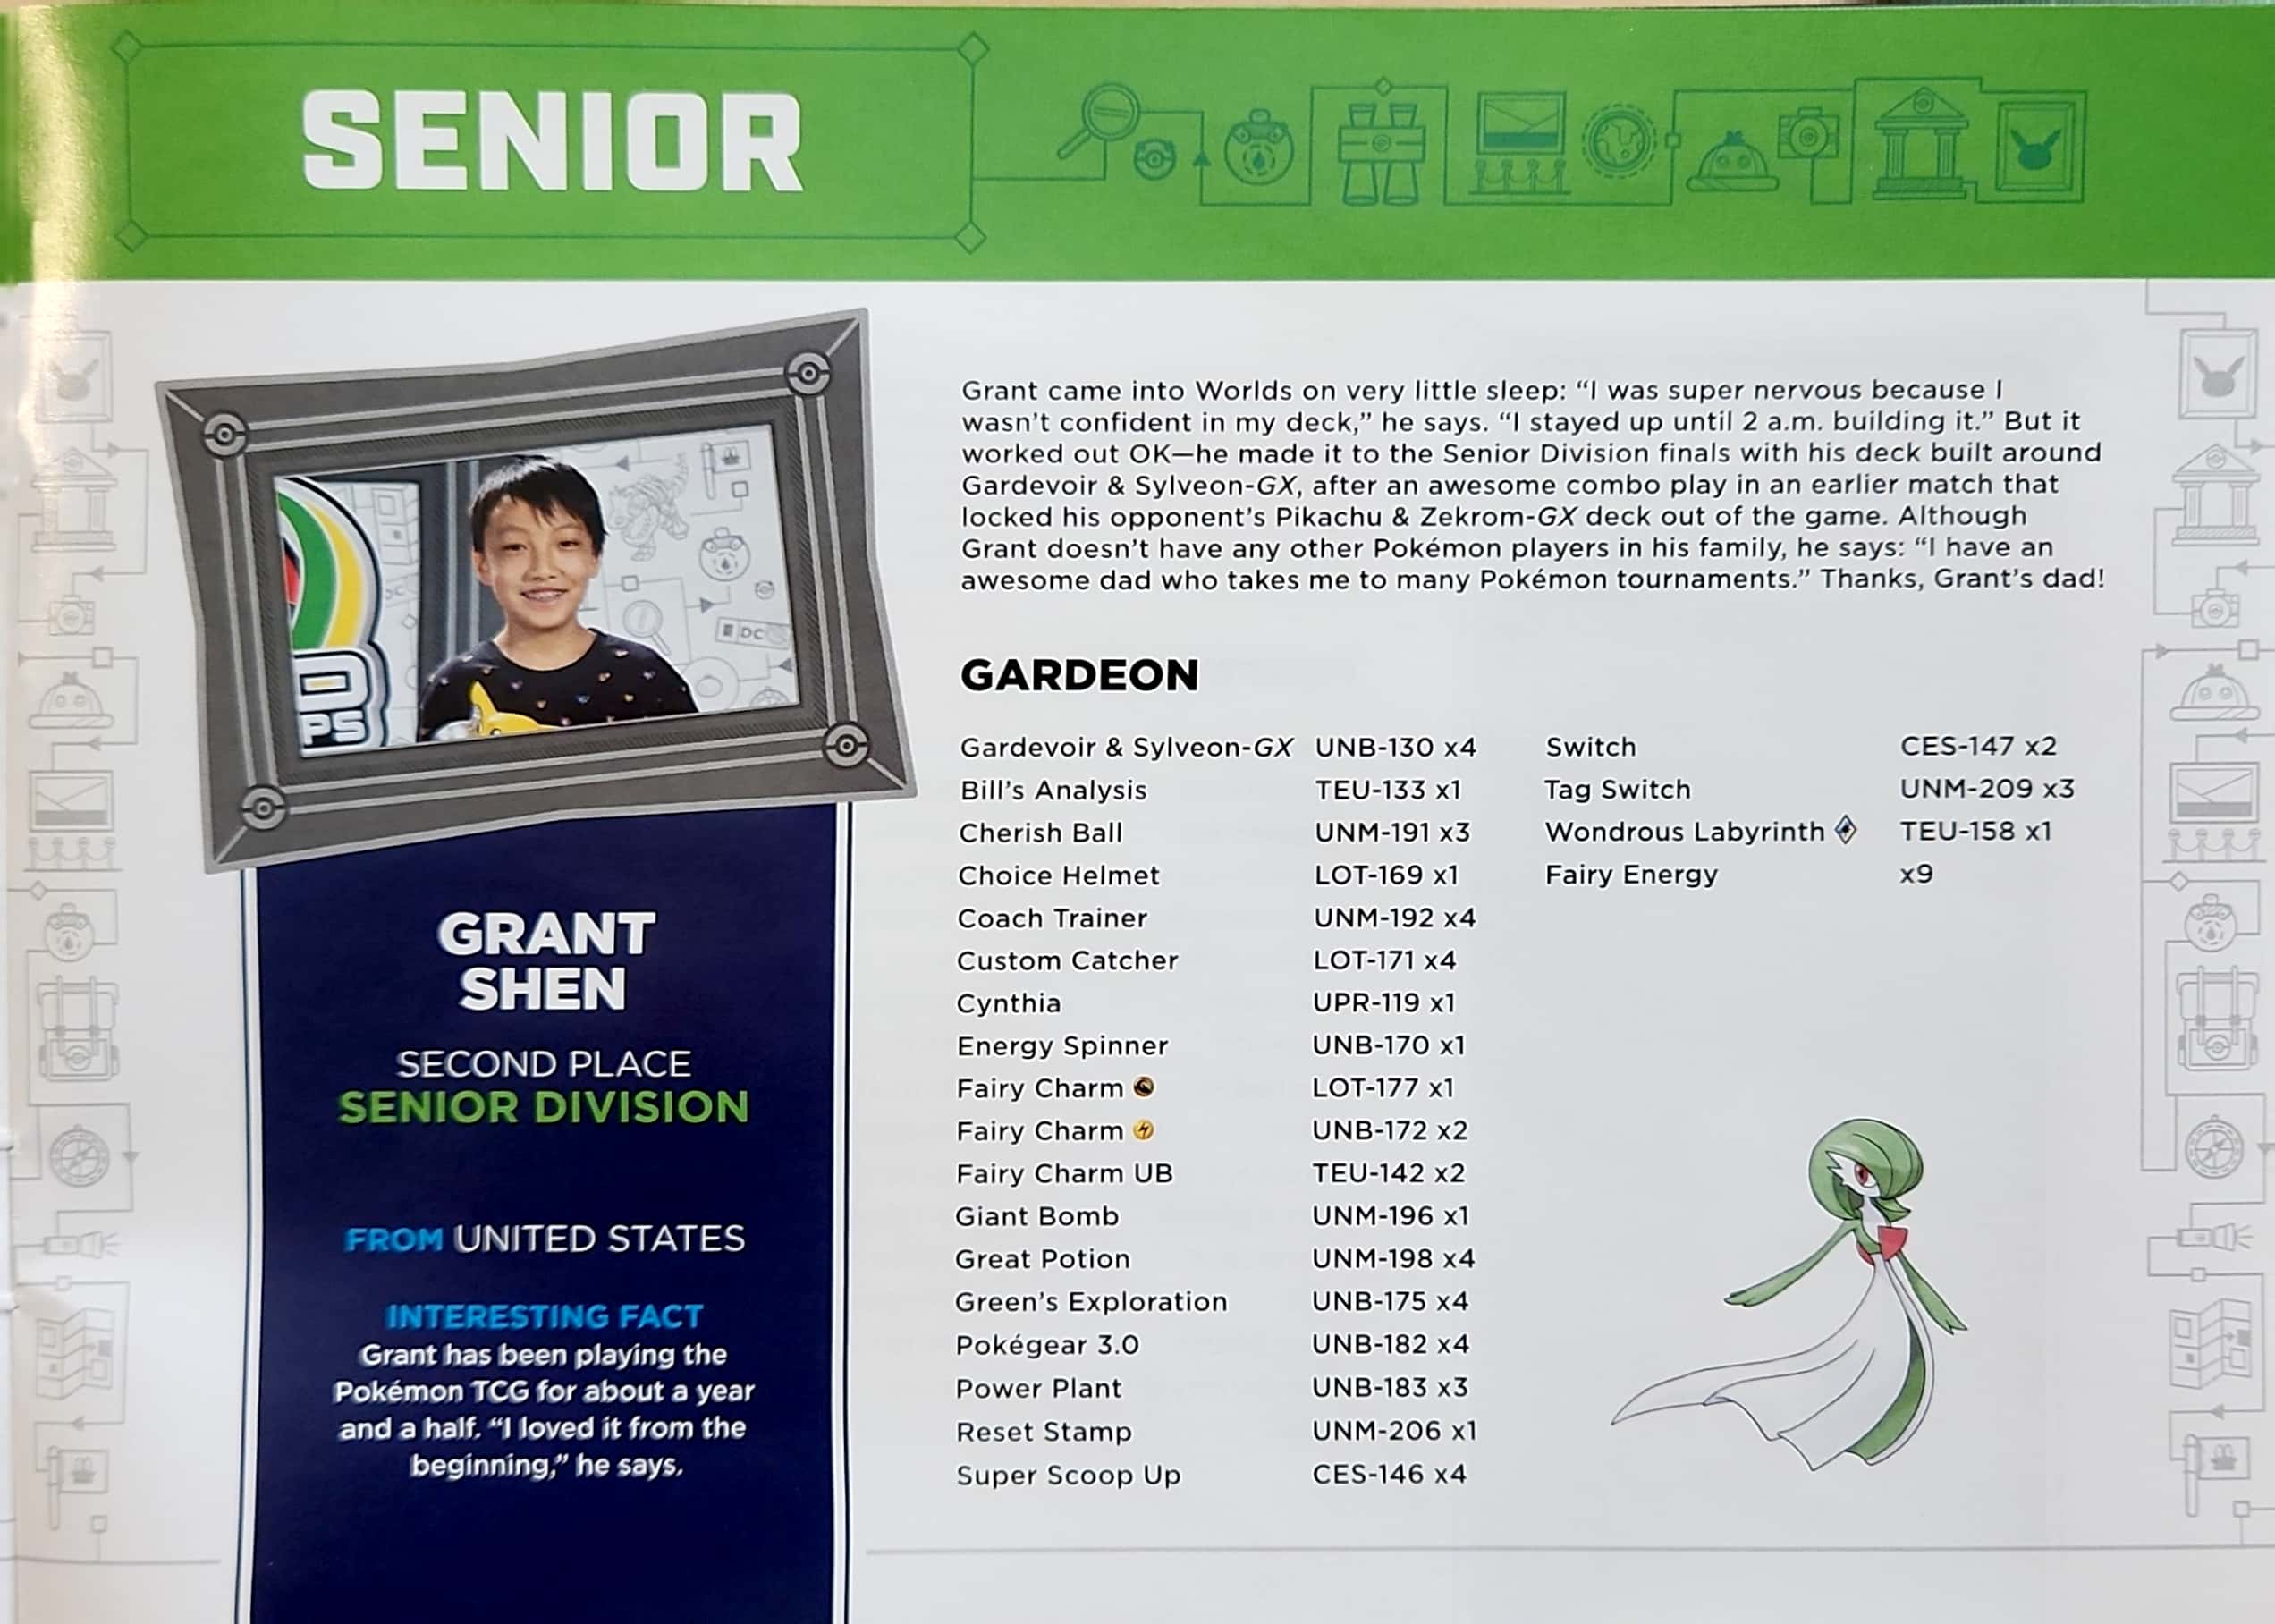 SENIOR
Grant came into Worlds on very little sleep: “I was super nervous because I
wasn’t confident in my deck,” he says. “I stayed up until 2 a.m. building it.” But it
worked out OK—he made it to the Senior Division finals with his deck built around
Gardevoir & Sylveon-GX, after an awesome combo play in an earlier match that
locked his opponent’s Pikachu & Zekrom-GX deck out of the game. Although
Grant doesn’t have any other Pokémon players in his family, he says: “I have an
awesome dad who takes me to many Pokémon tournaments.” Thanks, Grant’s dad!
D
PS
DC
GRANT
SHEN
SECOND PLACE
SENIOR DIVISION
FROM UNITED STATES
INTERESTING FACT
Grant has been playing the
Pokémon TCG for about a year
and a half. “I loved it from the
beginning,” he says.
GARDEON
Gardevoir & Sylveon-GX UNB-130 x4
Bill’s Analysis TEU-133 x1
Cherish Ball UNM-191 x3
Choice Helmet LOT-169 x1
Coach Trainer UNM-192 x4
Custom Catcher LOT-171 x4
Cynthia UPR-119 x1
Energy Spinner UNB-170 x1
Fairy Charm LOT-177 x1
Fairy Charm UNB-172 x2
Fairy Charm UB TEU-142 x2
Giant Bomb UNM-196 x1
Great Potion UNM-198 x4
Green’s Exploration UNB-175 x4
Pokégear 3.0 UNB-182 x4
Power Plant UNB-183 x3
Reset Stamp UNM-206 x1
Super Scoop Up CES-146 x4
Switch CES-147 x2
Tag Switch UNM-209 x3
Wondrous Labyrinth TEU-158 x1
Fairy Energy x9